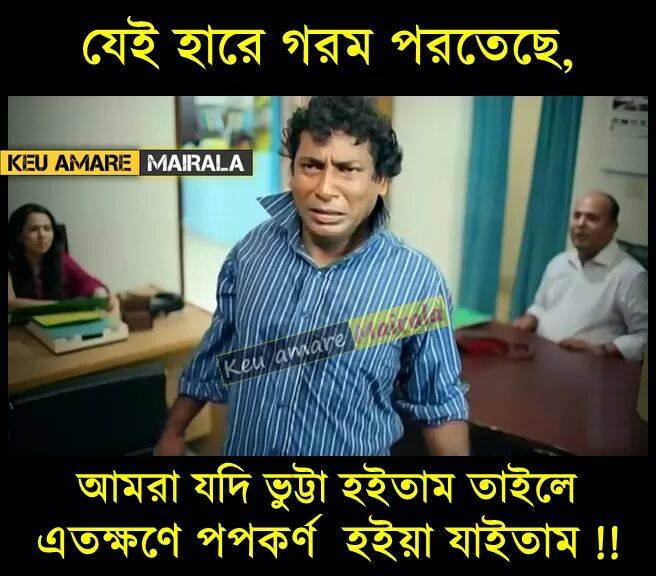 যেই হারে গরম পরতেছে,
KEU AMARE MAIRALA
Keu amare Mairala
আমরা যদি ভুট্টা হইতাম তাইলে
এতক্ষণে পপকর্ণ হইয়া যাইতাম !!